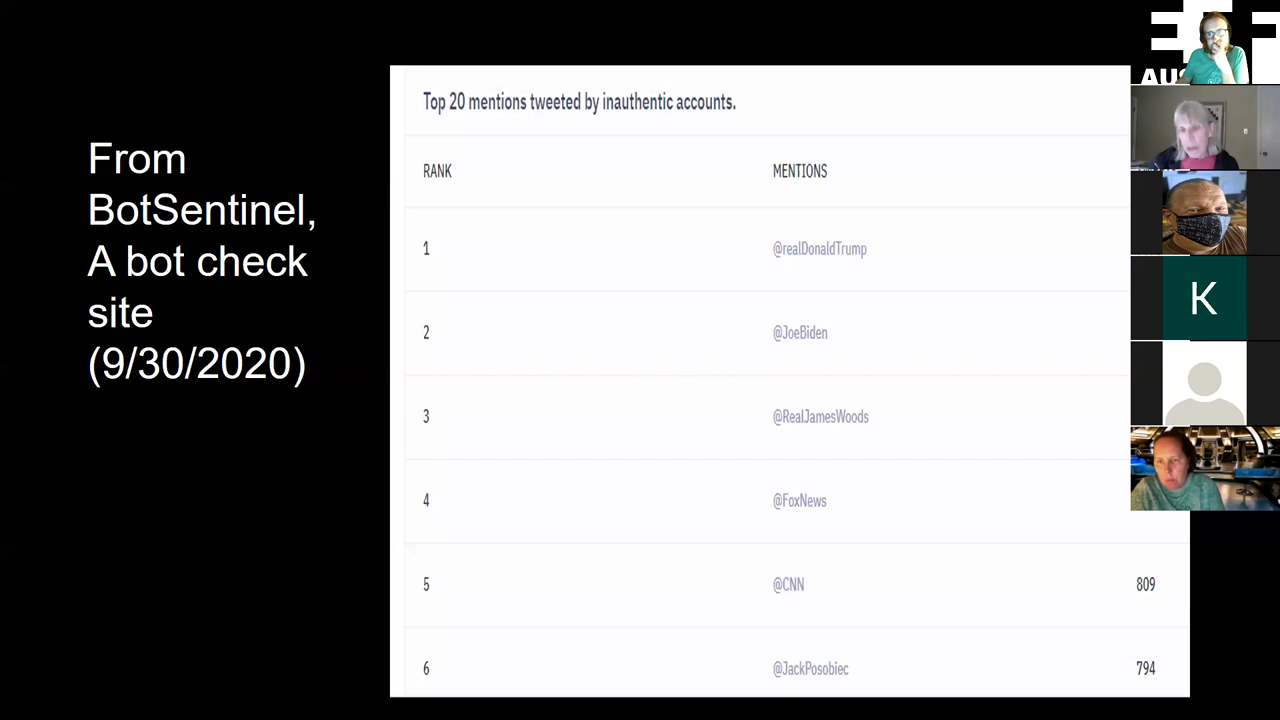 From
BotSentinel,
A bot check
site
(9/30/2020)
Top 20 mentions tweeted by inauthentic accounts.
RANK MENTIONS
1 @realDonaldTrump
2 @JoeBiden
3 @RealJamesWoods
4 @FoxNews
5 @CNN 809
6 @JackPosobiec 794
K